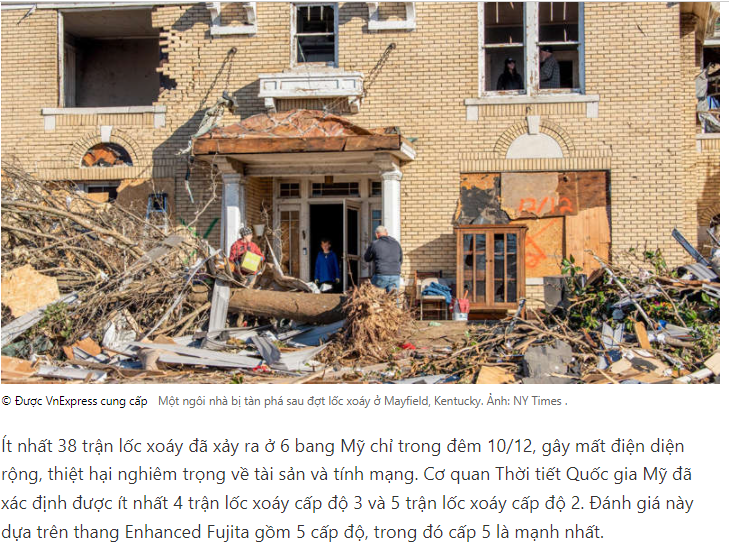 12/12
© Được VnExpress cung cấp Một ngôi nhà bị tàn phá sau đợt lốc xoáy ở Mayfield, Kentucky. Ảnh: NY Times .
Ít nhất 38 trận lốc xoáy đã xảy ra ở 6 bang Mỹ chỉ trong đêm 10/12, gây mất điện diện
rộng, thiệt hại nghiêm trọng về tài sản và tính mạng. Cơ quan Thời tiết Quốc gia Mỹ đã
xác định được ít nhất 4 trận lốc xoáy cấp độ 3 và 5 trận lốc xoáy cấp độ 2. Đánh giá này
dựa trên thang Enhanced Fujita gồm 5 cấp độ, trong đó cấp 5 là mạnh nhất.